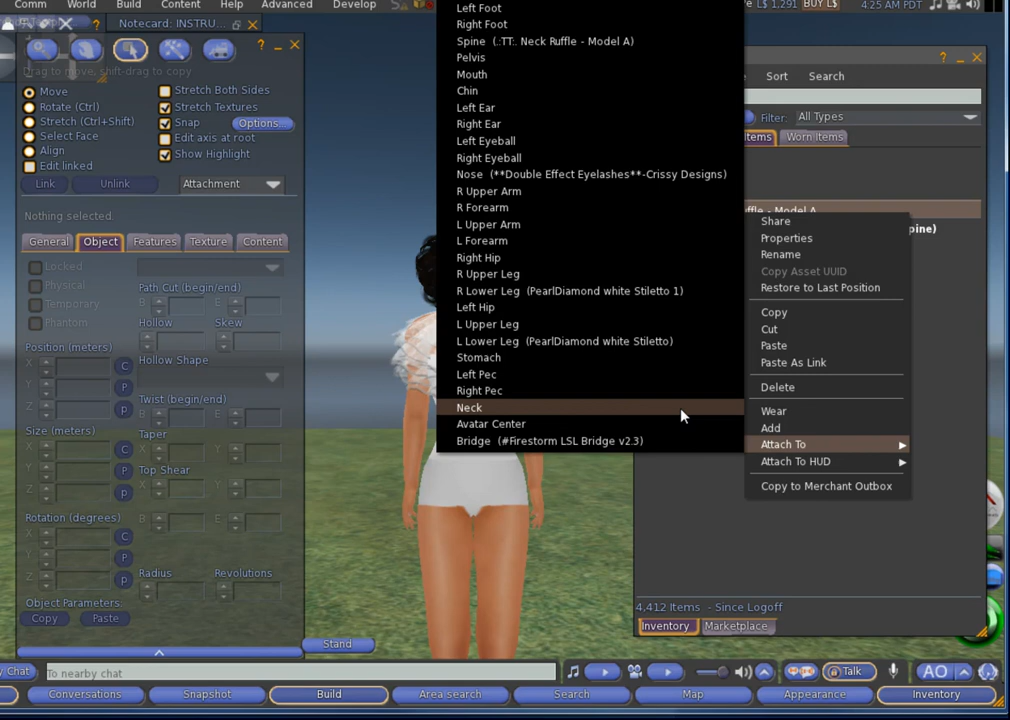 Comm World Build Content Help Advanced Develop
L$ 1,291 BUY L$ 4:25 AM PDT
Notecard: INSTRU...
Drag to move, shift-drag to copy
Move
Rotate (Ctrl)
Stretch (Ctrl+Shift)
Select Face
Align
Edit linked
Stretch Both Sides
Stretch Textures
Snap Options...
Edit axis at root
Show Highlight
Link Unlink Attachment
Nothing selected.
General Object Features Texture Content
Locked
Physical
Temporary
Phantom
Position (meters)
X C
Y P
Z
Size (meters)
X
Y
Z
Rotation (degrees)
X C
Y P
Z p
Object Parameters:
Copy Paste
Path Cut (begin/end)
B E
Hollow Skew
Hollow Shape
Twist (begin/end)
B E
Taper
X Y
Top Shear
X Y
B E
Radius Revolutions
Left Foot
Right Foot
Spine (.:TT:. Neck Ruffle - Model A)
Pelvis
Mouth
Chin
Left Ear
Right Ear
Left Eyeball
Right Eyeball
Nose (**Double Effect Eyelashes**-Crissy Designs)
R Upper Arm
R Forearm
L Upper Arm
L Forearm
Right Hip
R Upper Leg
R Lower Leg (PearlDiamond white Stiletto 1)
Left Hip
L Upper Leg
L Lower Leg (PearlDiamond white Stiletto)
Stomach
Left Pec
Right Pec
Neck
Avatar Center
Bridge (#Firestorm LSL Bridge v2.3)
Sort Search
Filter: All Types
Items Worn Items
ffle - Model A
pine)
Share
Properties
Rename
Copy Asset UUID
Restore to Last Position
Copy
Cut
Paste
Paste As Link
Delete
Wear
Add
Attach To
Attach To HUD
Copy to Merchant Outbox
4,412 Items - Since Logoff
Inventory Marketplace
Stand
y Chat To nearby chat Talk AO
Conversations Snapshot Build Area search Search Map Appearance Inventory